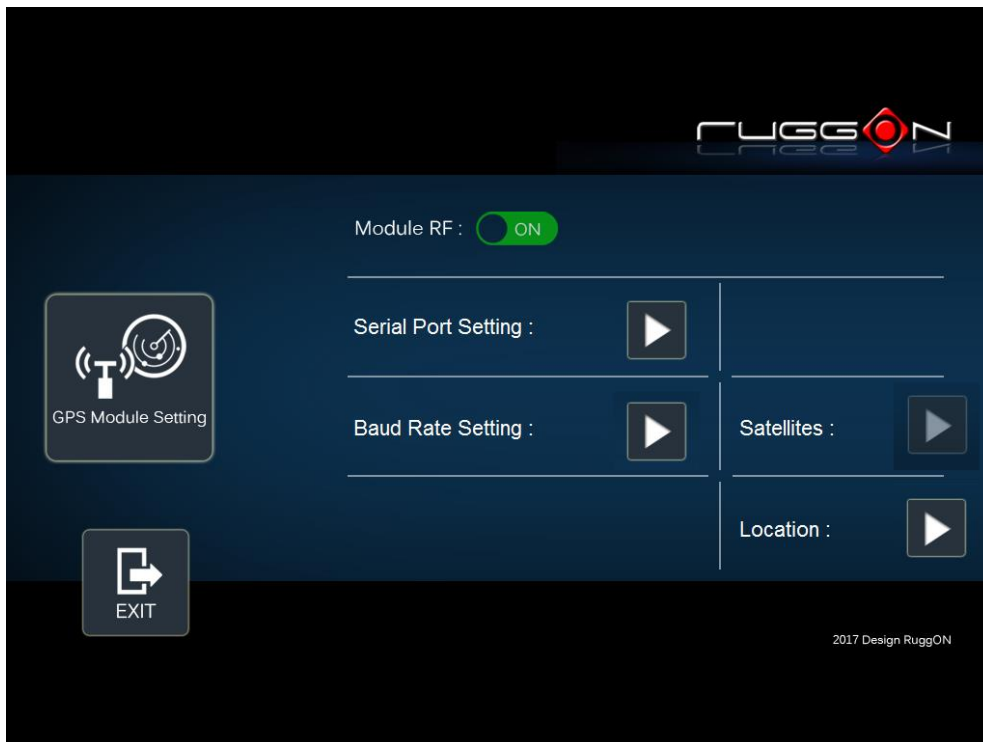 RUGGON
Module RF :
ON
Serial Port Setting :
GPS Module Setting
Baud Rate Setting :
Satellites :
Location :
EXIT
2017 Design RuggON